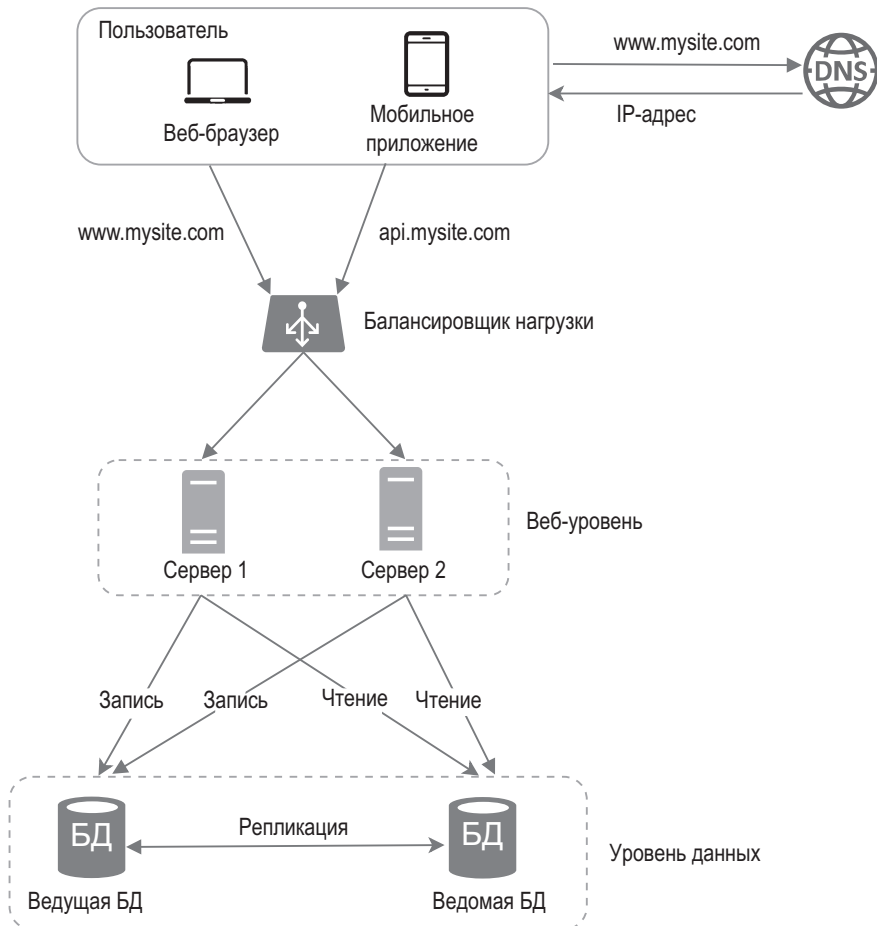 Пользователь
Веб-браузер
Мобильное
приложение
www.mysite.com
DNS
IP-адрес
www.mysite.com
api.mysite.com
Балансировщик нагрузки
Сервер 1
Сервер 2
Веб-уровень
Запись
Запись
Чтение
Чтение
БД
Репликация
БД
Ведущая БД
Ведомая БД
Уровень данных